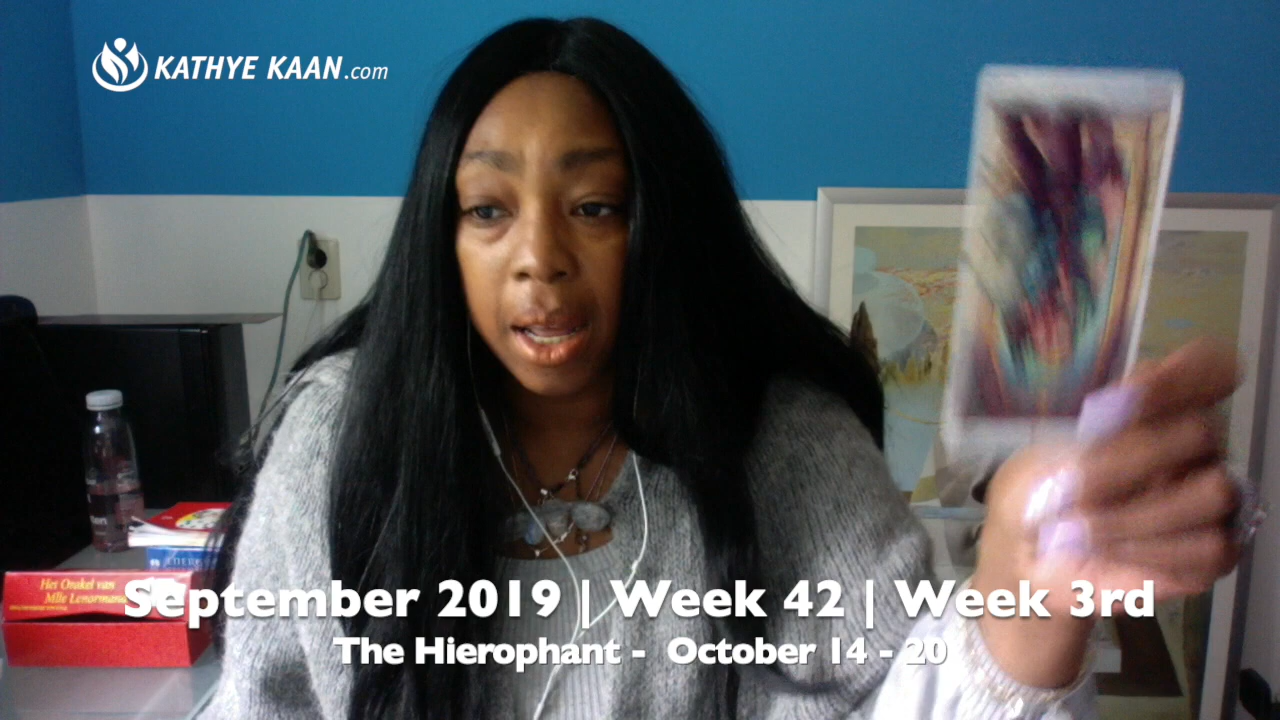 KATHYE KAAN.com
Het Orakel van
Mlle Lenormand
September 2019 | Week 42 | Week 3rd
The Hierophant - October 14 - 20